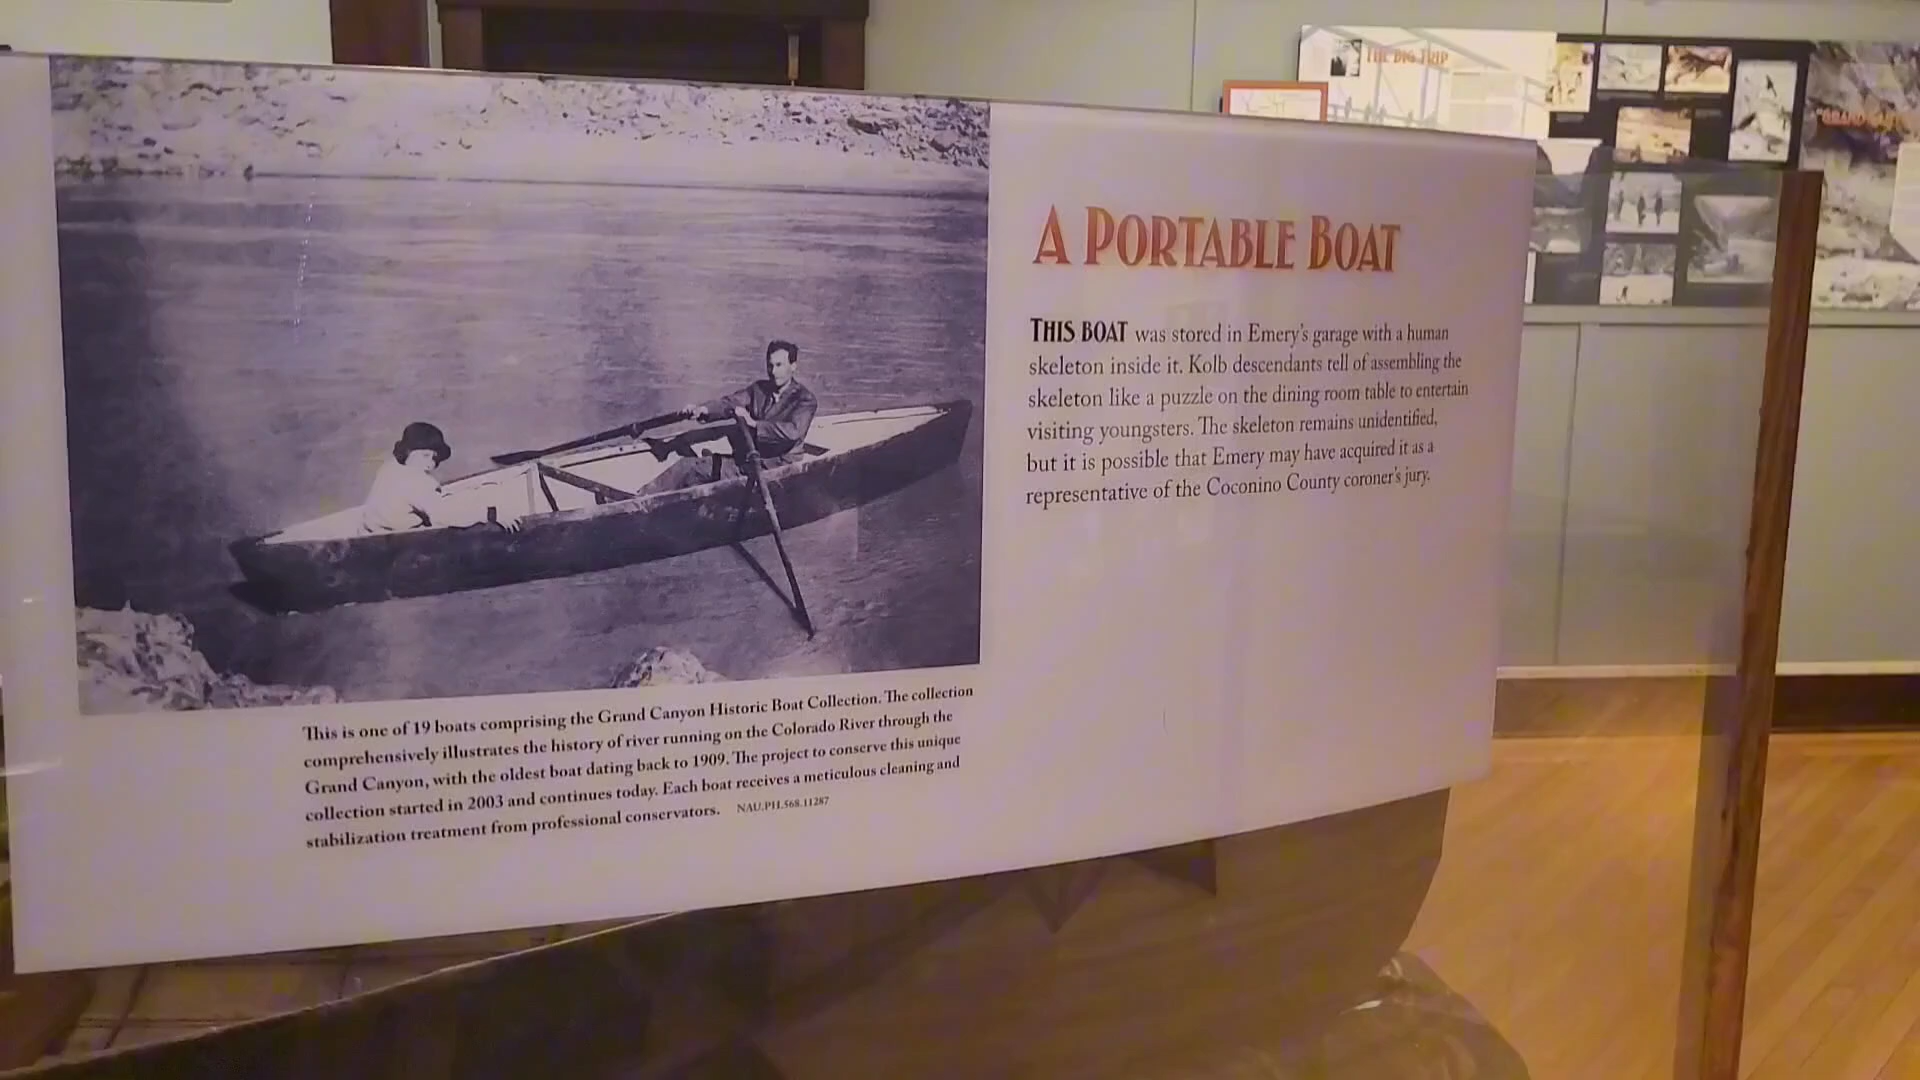 THE BIG TRIP
A PORTABLE BOAT
THIS BOAT was stored in Emery's garage with a human
skeleton inside it. Kolb descendants tell of assembling the
skeleton like a puzzle on the dining room table to entertain
visiting youngsters. The skeleton remains unidentified,
but it is possible that Emery may have acquired it as a
representative of the Coconino County coroner's jury.
This is one of 19 boats comprising the Grand Canyon Historic Boat Collection. The collection
comprehensively illustrates the history of river running on the Colorado River through the
Grand Canyon, with the oldest boat dating back to 1909. The project to conserve this unique
collection started in 2003 and continues today. Each boat receives a meticulous cleaning and
stabilization treatment from professional conservators. NAU.PH.568.11287